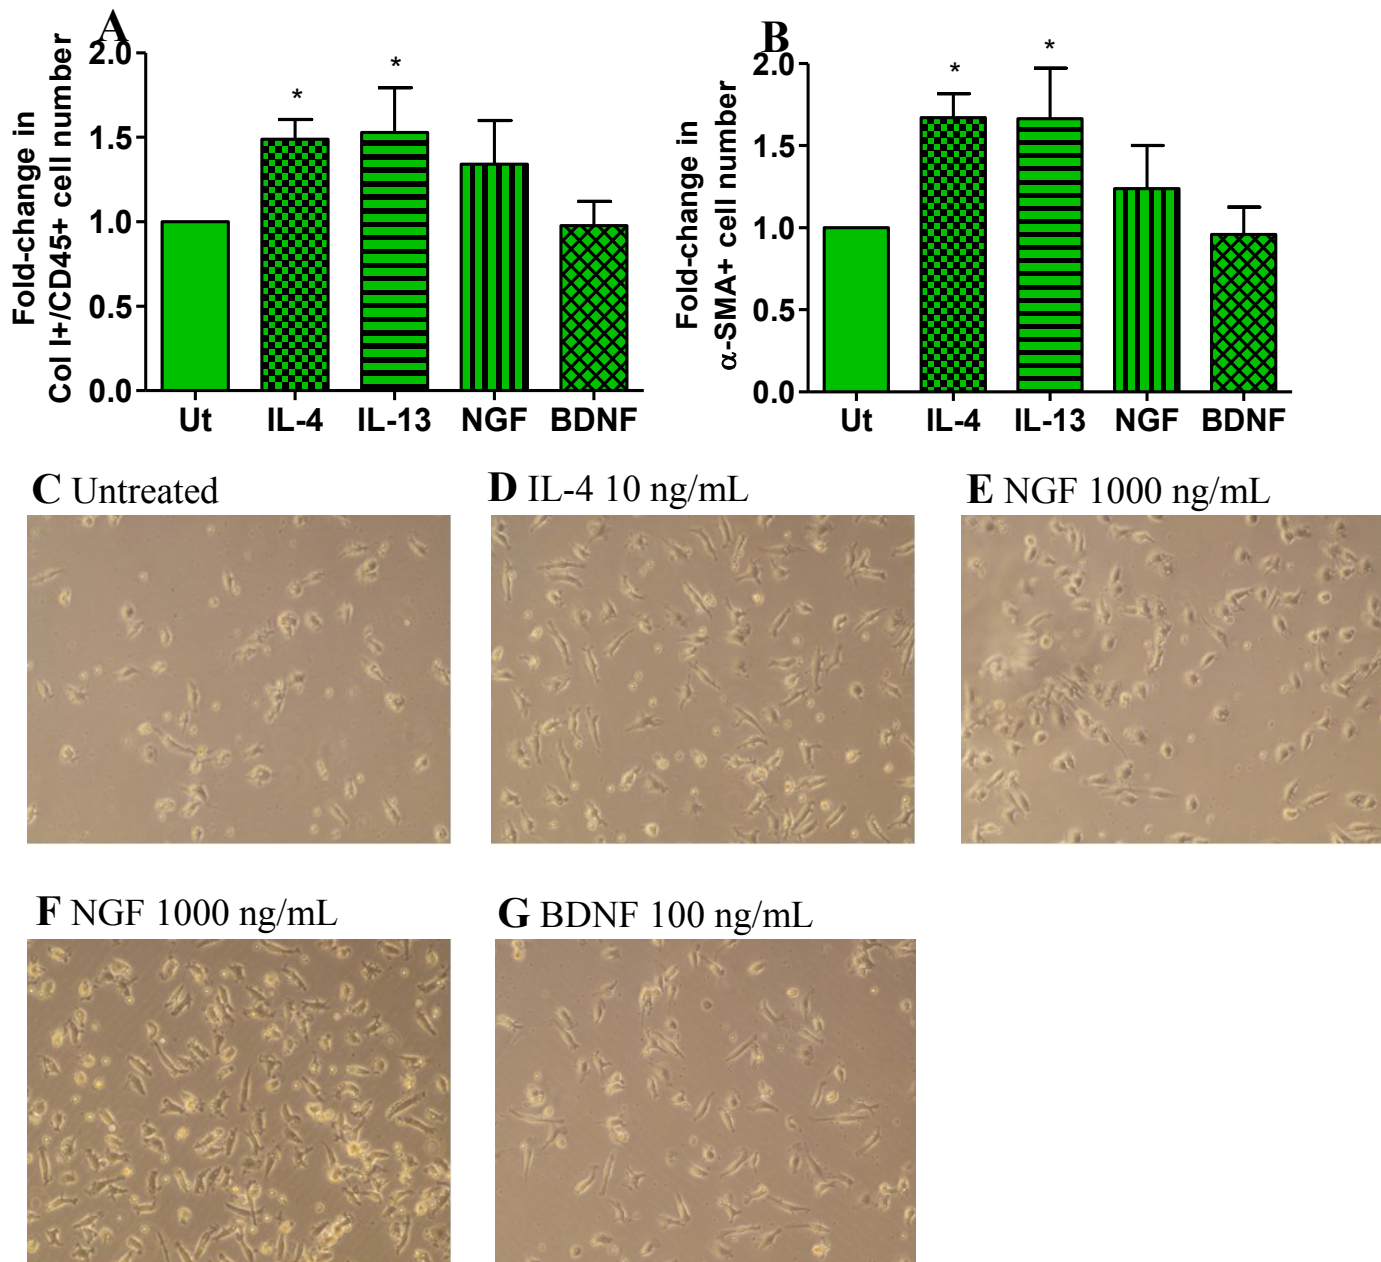 A
Fold-change in
Col I+/CD45+ cell number
2.0
1.5
1.0
0.5
0.0
*
*
Ut IL-4 IL-13 NGF BDNF
B
Fold-change in
α-SMA+ cell number
2.0
1.5
1.0
0.5
0.0
*
*
Ut IL-4 IL-13 NGF BDNF
C Untreated
D IL-4 10 ng/mL
E NGF 1000 ng/mL
F NGF 1000 ng/mL
G BDNF 100 ng/mL